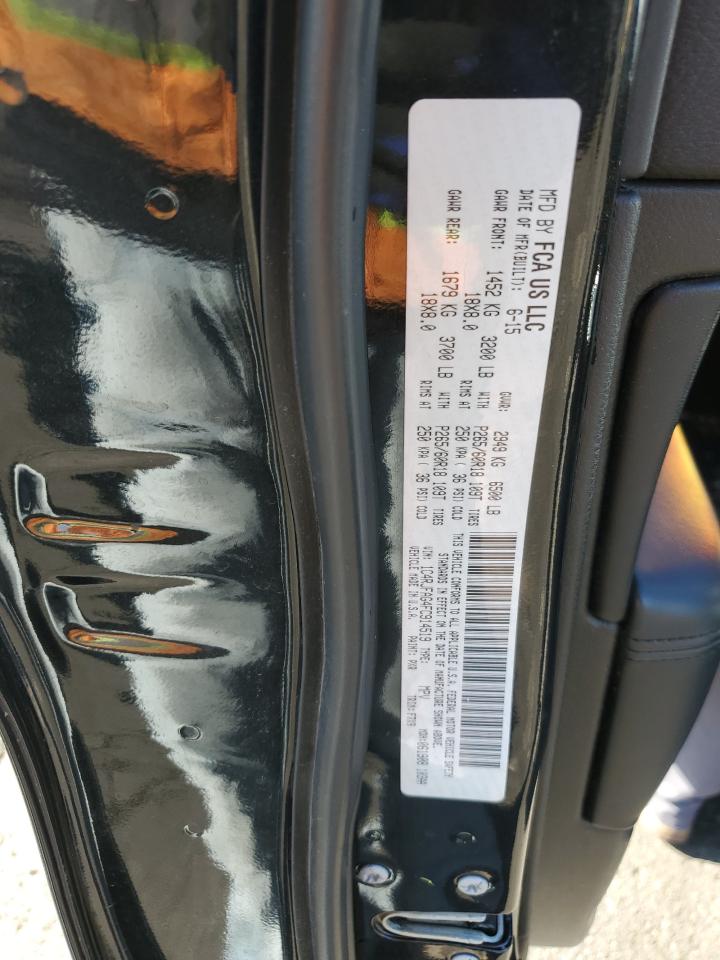 MFD BY FCA US LLC
DATE OF MFR(BUILT): 6-15 GVWR: 2949 KG 6500 LB
GAWR FRONT: 1452 KG 3200 LB WITH P265/60R18 109T TIRES
18X8.0 RIMS AT 250 KPA ( 36 PSI) COLD
GAWR REAR: 1679 KG 3700 LB WITH P265/60R18 109T TIRES
18X8.0 RIMS AT 250 KPA ( 36 PSI) COLD
THIS VEHICLE CONFORMS TO ALL APPLICABLE U.S.A. FEDERAL MOTOR VEHICLE SAFETY
STANDARDS IN EFFECT ON THE DATE OF MANUFACTURE SHOWN ABOVE.
VIN: 1C4RJFAG4FC914519 TYPE: MPV
VEHICLE MADE IN U.S.A. PAINT: PXR TRIM: F7X9